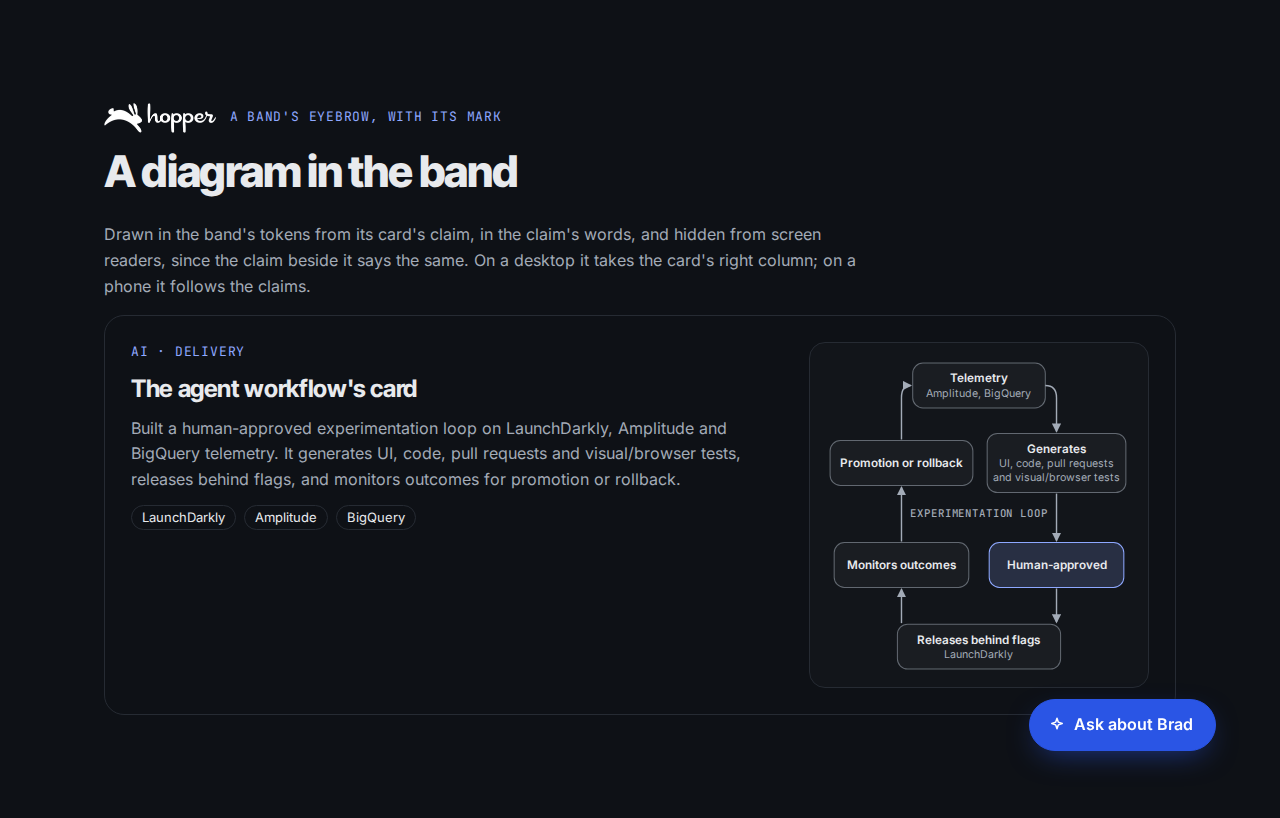 hopper A BAND'S EYEBROW, WITH ITS MARK
A diagram in the band
Drawn in the band's tokens from its card's claim, in the claim's words, and hidden from screen
readers, since the claim beside it says the same. On a desktop it takes the card's right column; on a
phone it follows the claims.
AI · DELIVERY
The agent workflow's card
Built a human-approved experimentation loop on LaunchDarkly, Amplitude and
BigQuery telemetry. It generates UI, code, pull requests and visual/browser tests,
releases behind flags, and monitors outcomes for promotion or rollback.
LaunchDarkly Amplitude BigQuery
Telemetry
Amplitude, BigQuery
Generates
UI, code, pull requests
and visual/browser tests
Promotion or rollback
EXPERIMENTATION LOOP
Monitors outcomes
Human-approved
Releases behind flags
LaunchDarkly
Ask about Brad